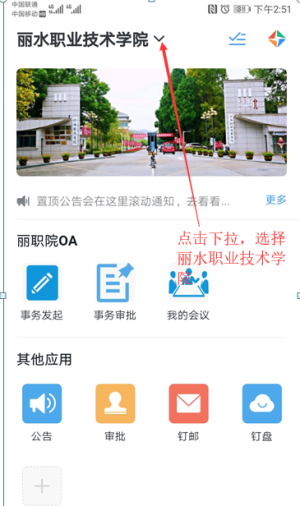 中国联通
中国移动
4G 4G
下午2:51
丽水职业技术学院
置顶公告会在这里滚动通知，去看看...
更多
点击下拉，选择
丽水职业技术学
院
丽职院OA
事务发起 事务审批 我的会议
其他应用
公告 审批 钉邮 钉盘